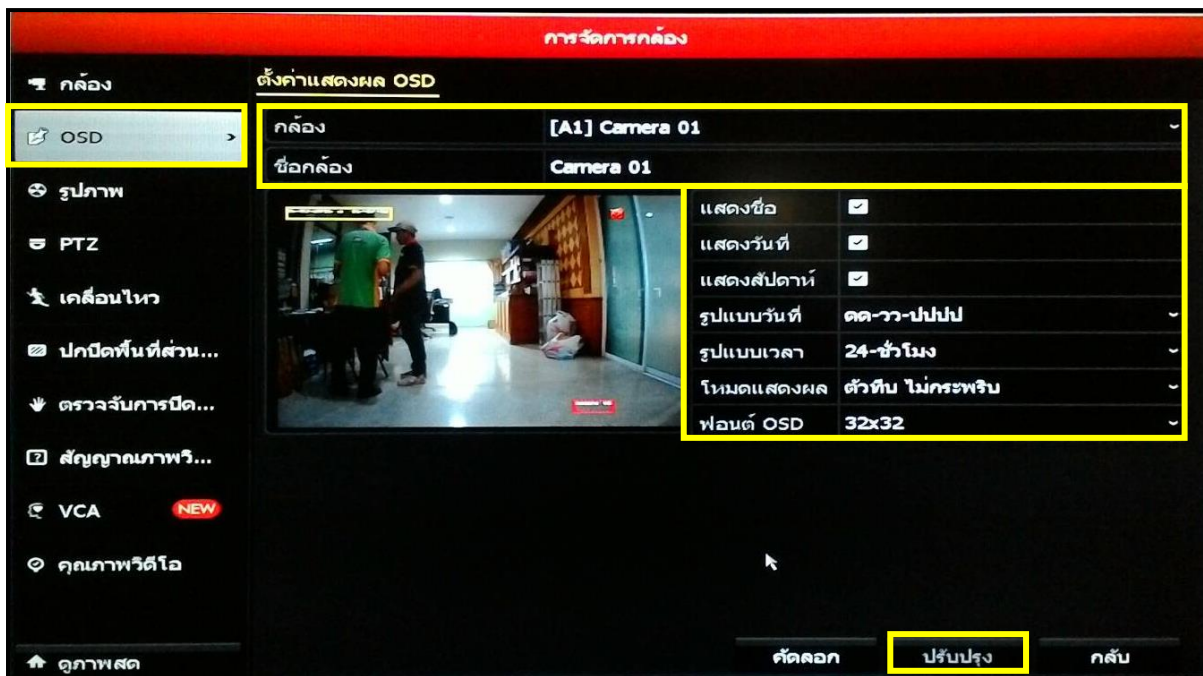 การจัดการกล้อง
กล้อง
ตั้งค่าแสดงผล OSD
OSD
กล้อง [A1] Camera 01
ชื่อกล้อง Camera 01
รูปภาพ
PTZ
เคลื่อนไหว
ปกปิดพื้นที่ส่วน...
ตรวจจับการปิด...
สัญญาณภาพวิ...
VCA NEW
คุณภาพวิดีโอ
ดูภาพสด
แสดงชื่อ
แสดงวันที่
แสดงสัปดาห์
รูปแบบวันที่ ดด-วว-ปปปป
รูปแบบเวลา 24-ชั่วโมง
โหมดแสดงผล ตัวทึบ ไม่กระพริบ
ฟอนต์ OSD 32x32
คัดลอก ปรับปรุง กลับ